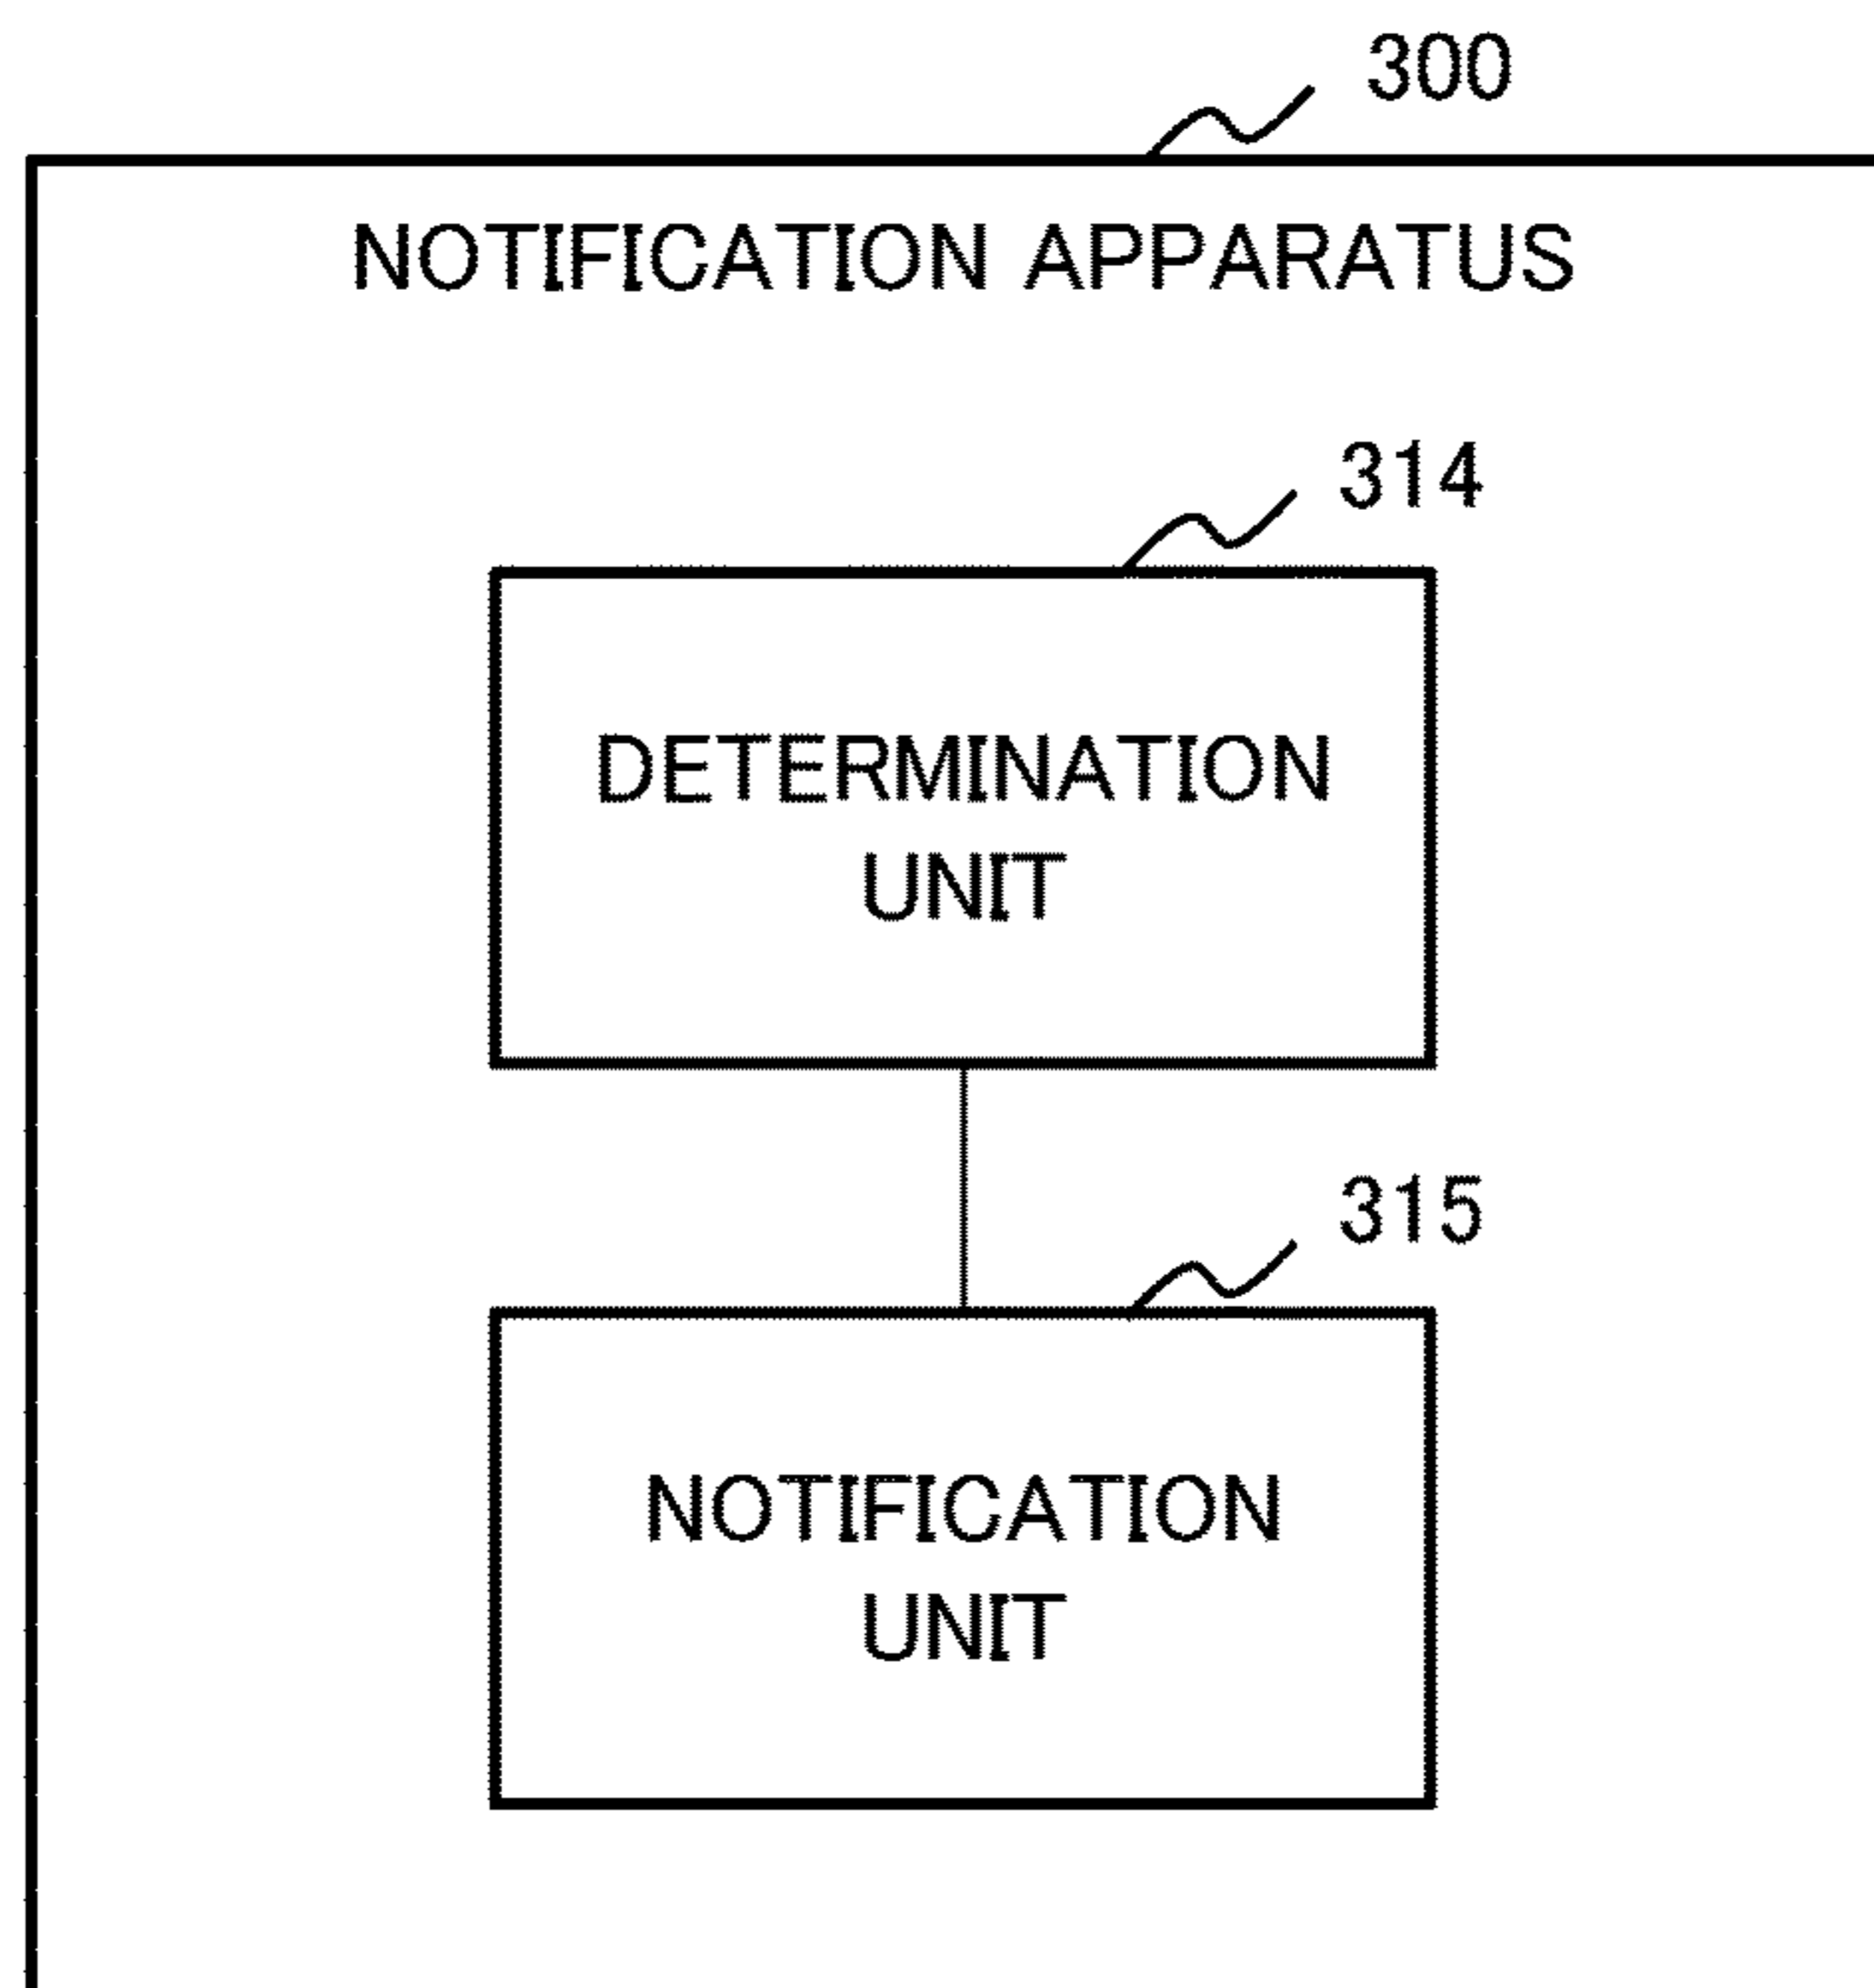 300
NOTIFICATION APPARATUS
314
DETERMINATION
UNIT
315
NOTIFICATION
UNIT